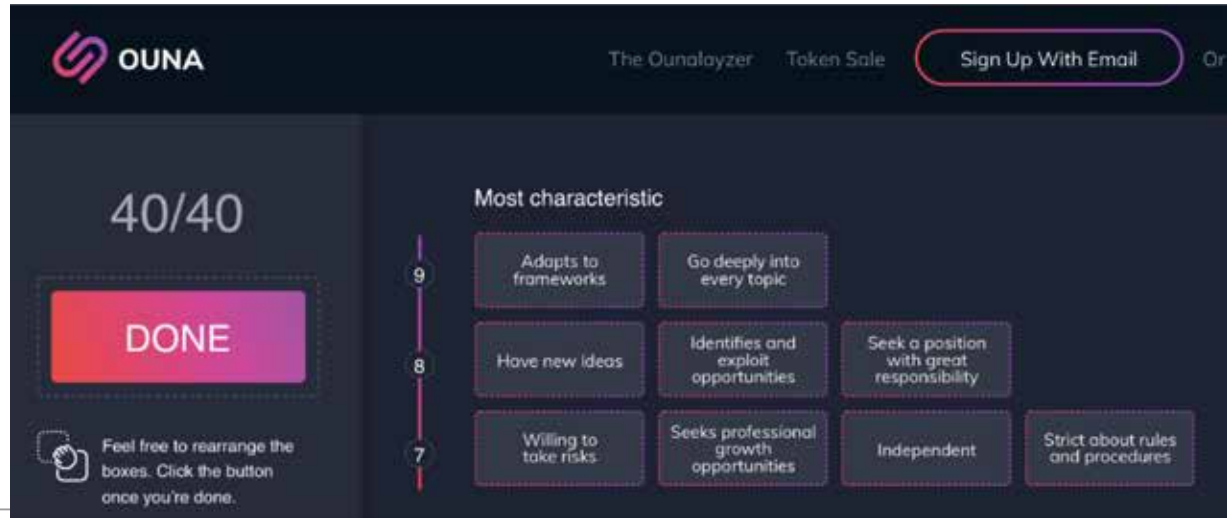 OUNA
The Ounalayzer Token Sale Sign Up With Email Or
40/40
DONE
Feel free to rearrange the
boxes. Click the button
once you're done.
Most characteristic
9
Adapts to
frameworks
Go deeply into
every topic
8
Have new ideas
Identifies and
exploit
opportunities
Seek a position
with great
responsibility
7
Willing to
take risks
Seeks professional
growth
opportunities
Independent
Strict about rules
and procedures